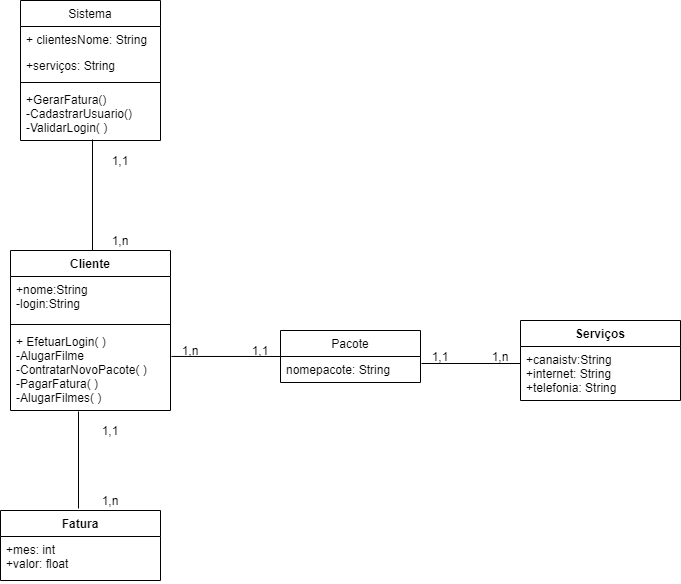 Sistema
+ clientesNome: String
+serviços: String
+GerarFatura()
-CadastrarUsuario()
-ValidarLogin( )
1,1
1,n
Cliente
+nome:String
-login:String
+ EfetuarLogin( )
-AlugarFilme
-ContratarNovoPacote( )
-PagarFatura( )
-AlugarFilmes( )
1,n
1,1
Pacote
nomepacote: String
1,1
1,n
Serviços
+canaistv:String
+internet: String
+telefonia: String
1,1
1,n
Fatura
+mes: int
+valor: float